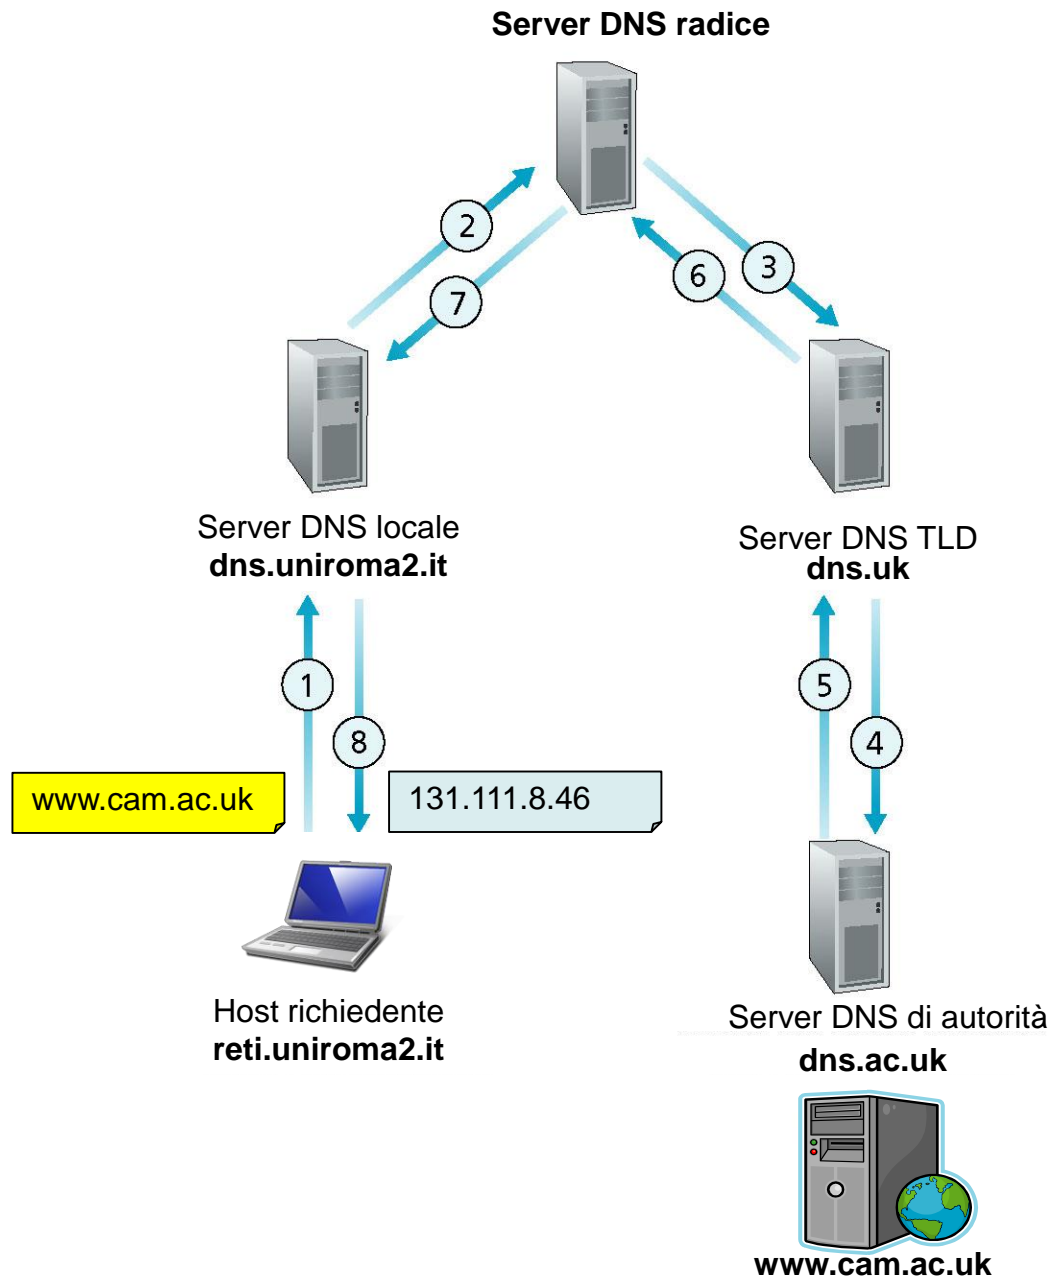 Server DNS radice
2
3
6
7
Server DNS locale
dns.uniroma2.it
Server DNS TLD
dns.uk
1
5
8
4
www.cam.ac.uk
131.111.8.46
Host richiedente
reti.uniroma2.it
Server DNS di autorità
dns.ac.uk
www.cam.ac.uk